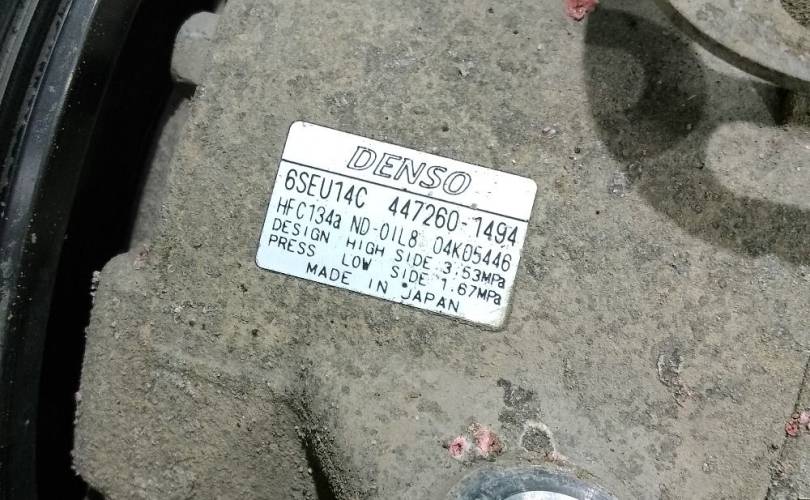 DENSO
6SEU14C 447260-1494
HFC134a ND-OIL8 04K05446
DESIGN HIGH SIDE 3.53MPa
PRESS LOW SIDE 1.67MPa
MADE IN JAPAN